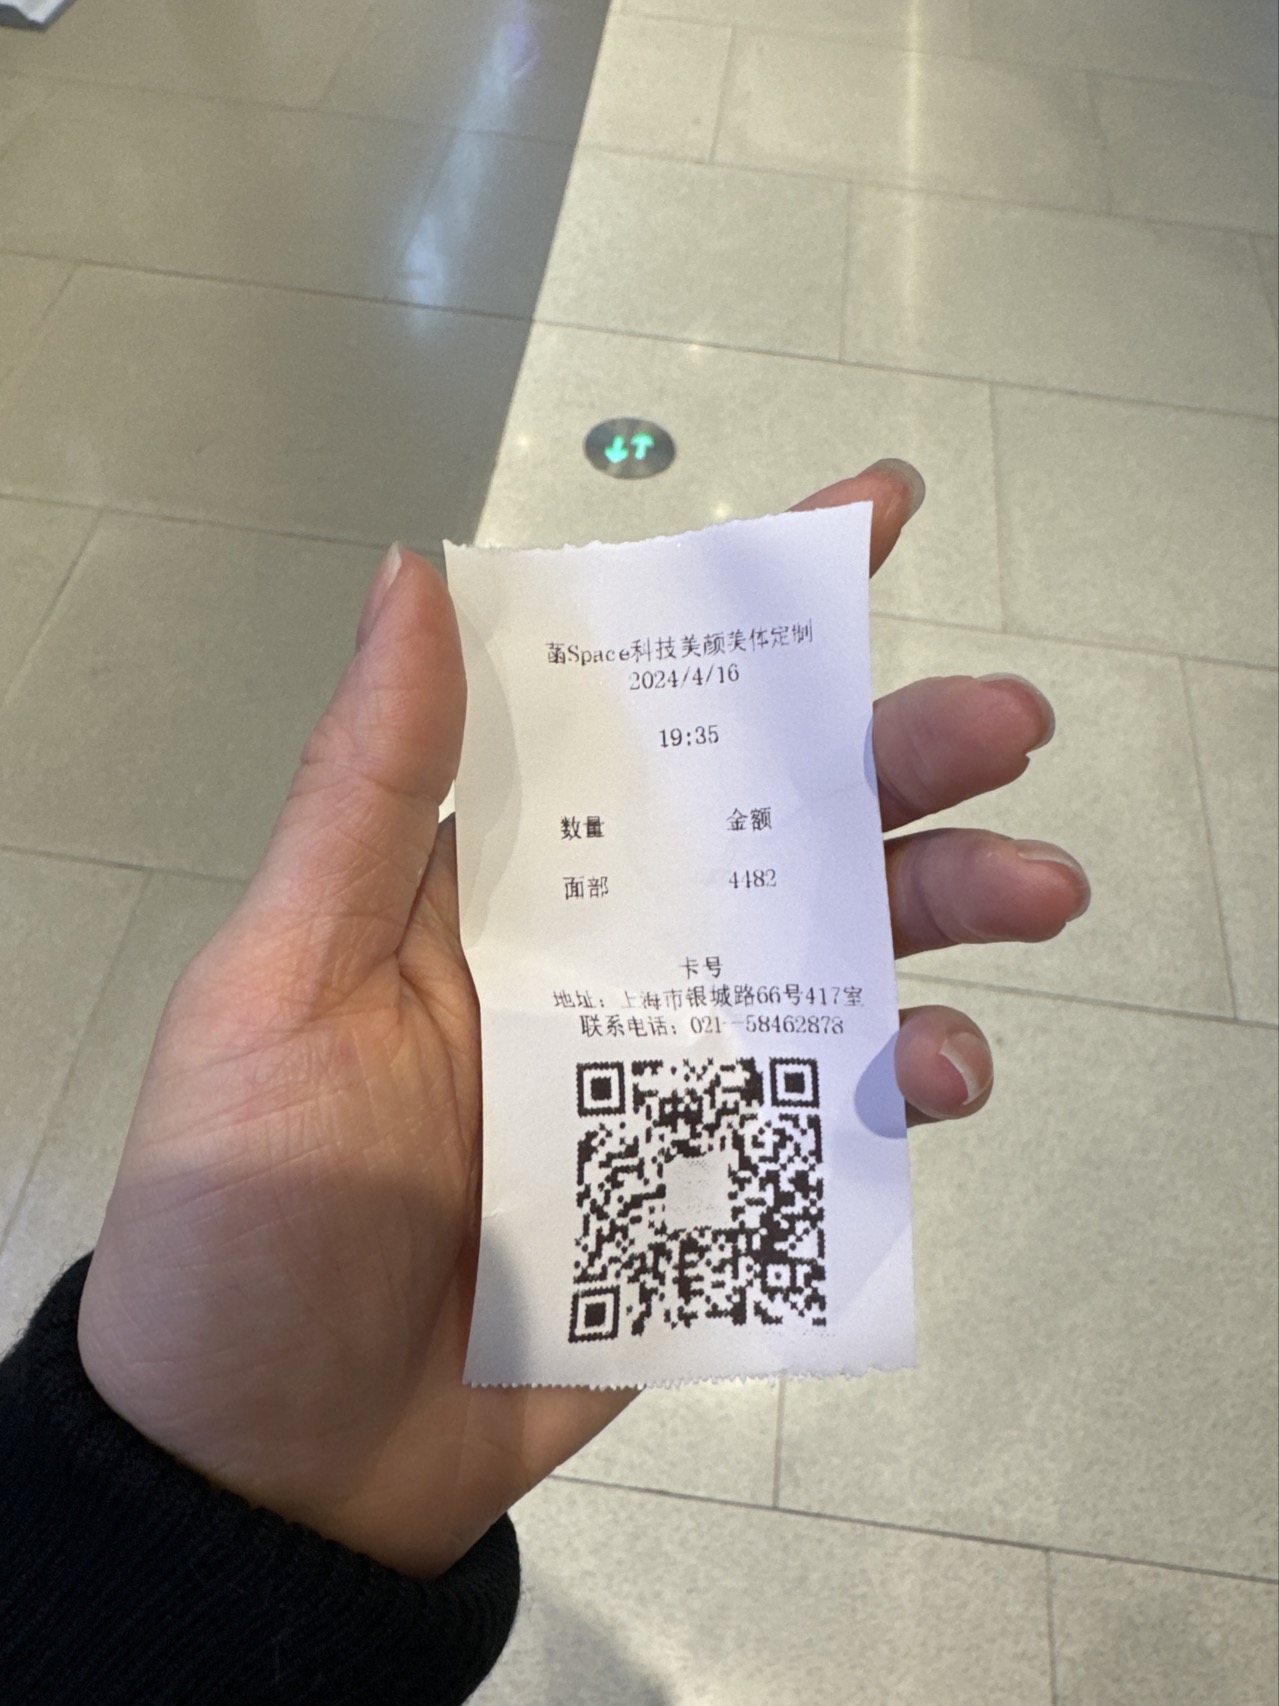 菡Space科技美颜美体定制
2024/4/16
19:35
数量 金额
面部 4482
卡号
地址：上海市银城路66号417室
联系电话：021--58462878